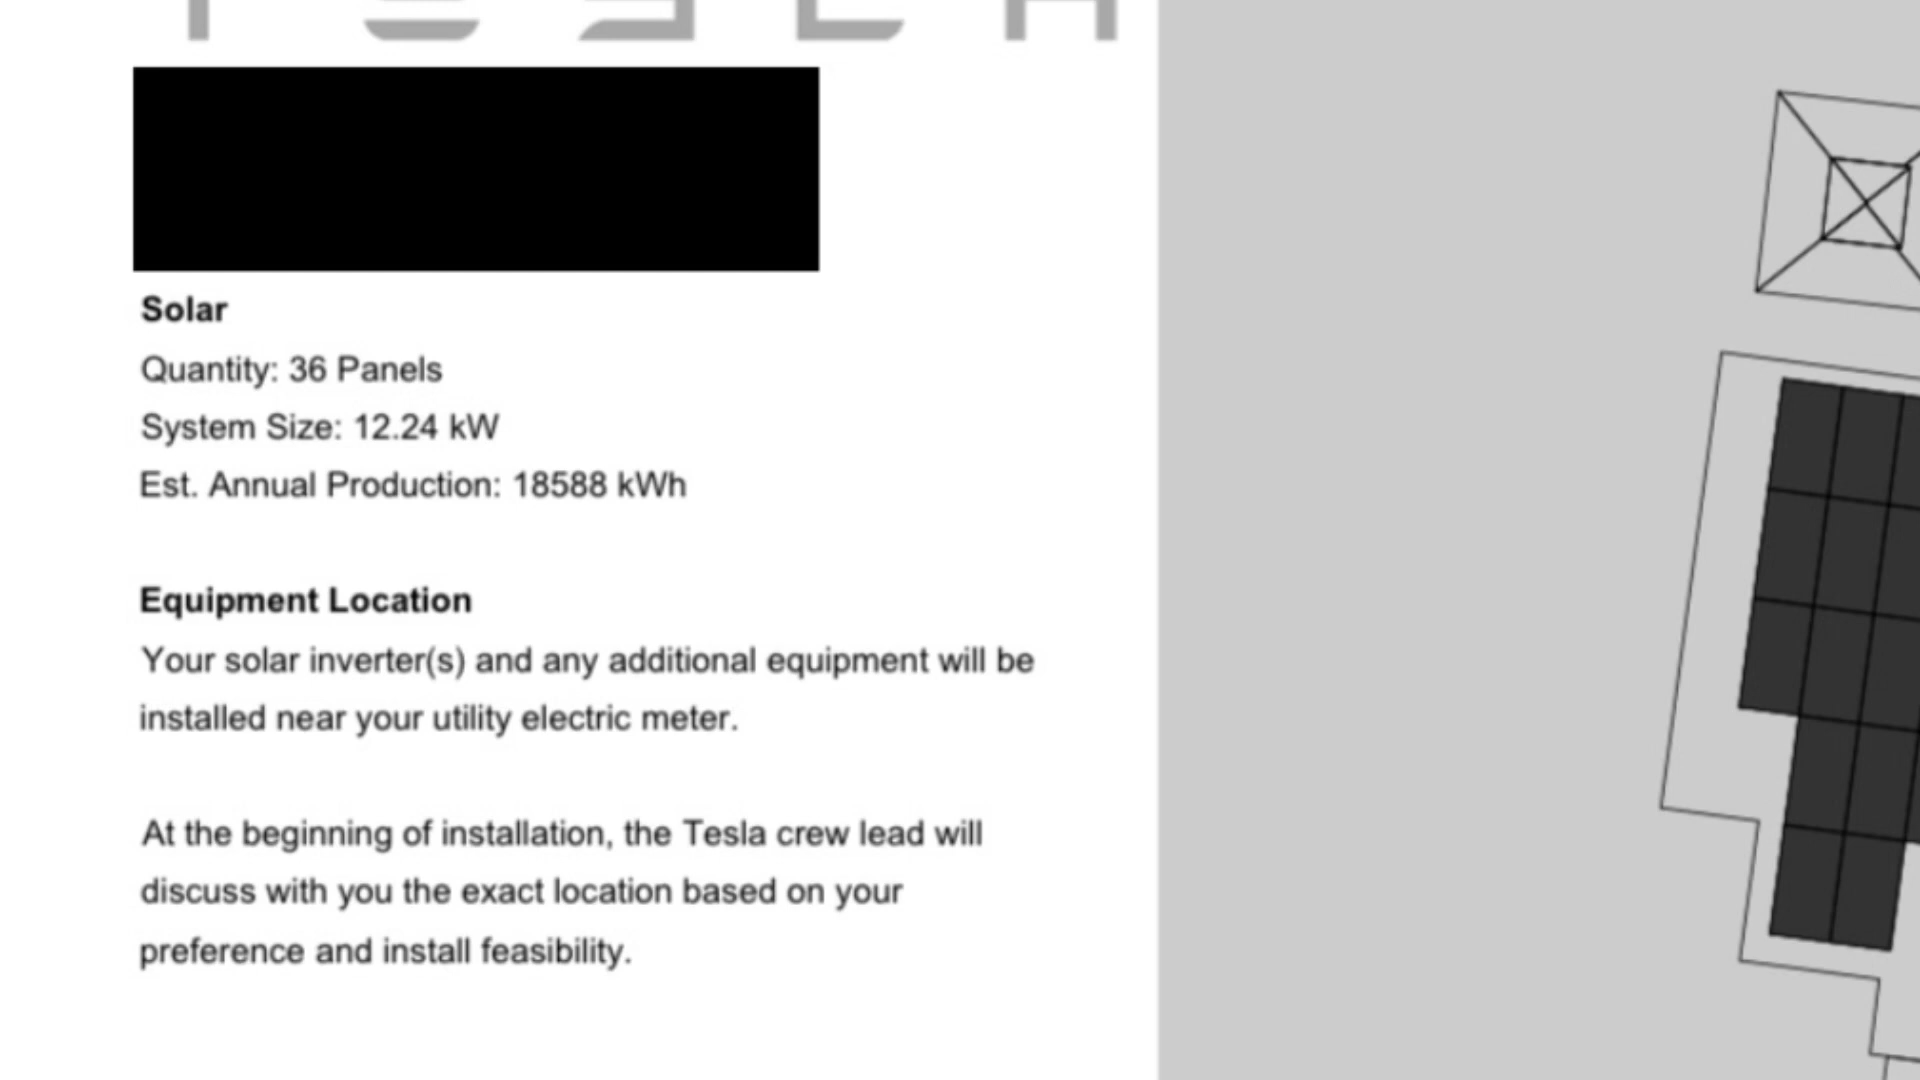 TESLA
Solar
Quantity: 36 Panels
System Size: 12.24 kW
Est. Annual Production: 18588 kWh
Equipment Location
Your solar inverter(s) and any additional equipment will be
installed near your utility electric meter.
At the beginning of installation, the Tesla crew lead will
discuss with you the exact location based on your
preference and install feasibility.